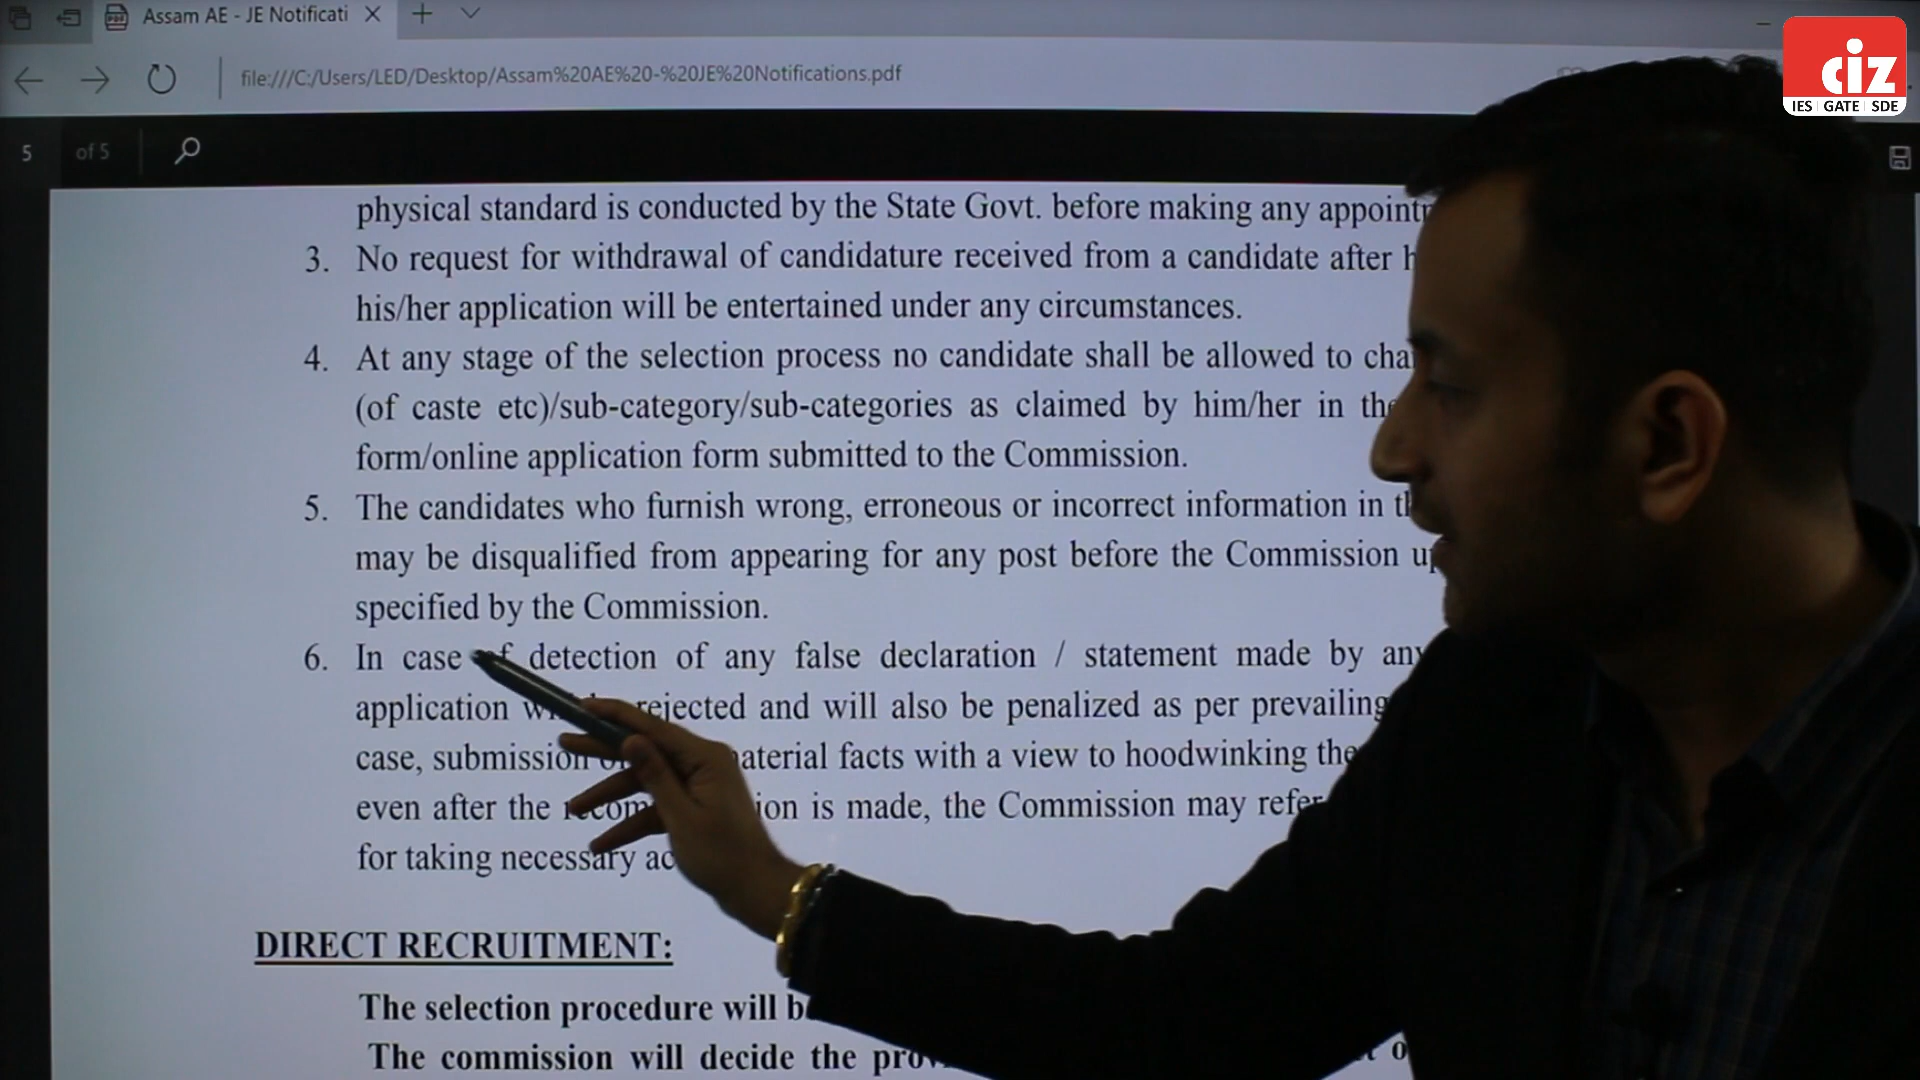 Assam AE - JE Notificati
file:///C:/Users/LED/Desktop/Assam%20AE%20-%20JE%20Notifications.pdf
ciz
IES | GATE | SDE
5 of 5
physical standard is conducted by the State Govt. before making any
3. No request for withdrawal of candidature received from a candidate after
his/her application will be entertained under any circumstances.
4. At any stage of the selection process no candidate shall be allowed to
(of caste etc)/sub-category/sub-categories as claimed by him/her in
form/online application form submitted to the Commission.
5. The candidates who furnish wrong, erroneous or incorrect information in
may be disqualified from appearing for any post before the Commission
specified by the Commission.
6. In case of detection of any false declaration / statement made by any
application rejected and will also be penalized as per prevailing
case, submission facts with a view to hoodwinking the
even after the is made, the Commission may refer
for taking necessary
DIRECT RECRUITMENT:
The selection procedure will
The commission will decide the